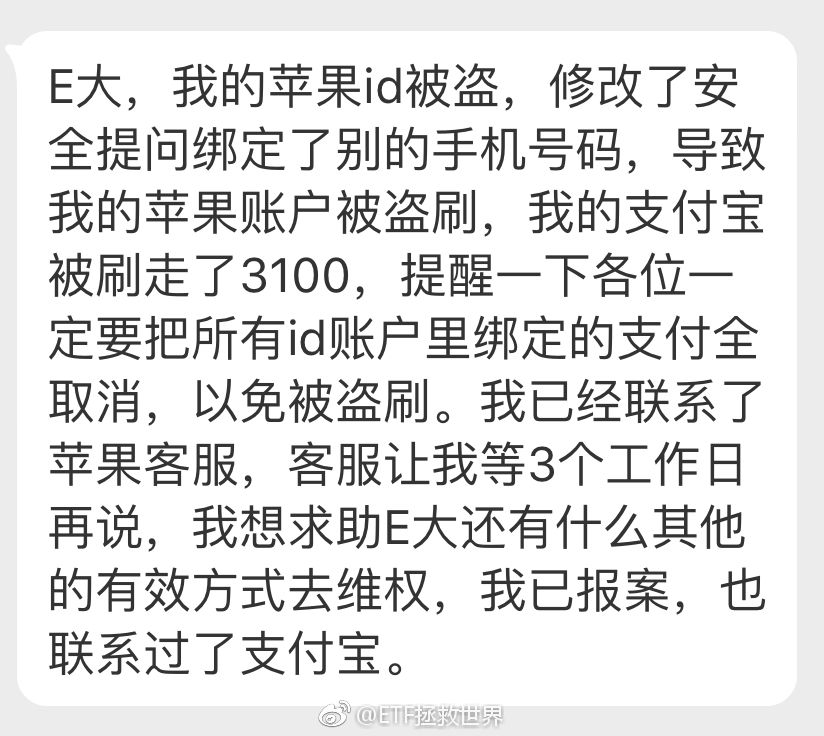 E大，我的苹果id被盗，修改了安
全提问绑定了别的手机号码，导致
我的苹果账户被盗刷，我的支付宝
被刷走了3100，提醒一下各位一
定要把所有id账户里绑定的支付全
取消，以免被盗刷。我已经联系了
苹果客服，客服让我等3个工作日
再说，我想求助E大还有什么其他
的有效方式去维权，我已报案，也
联系过了支付宝。
@ETF拯救世界